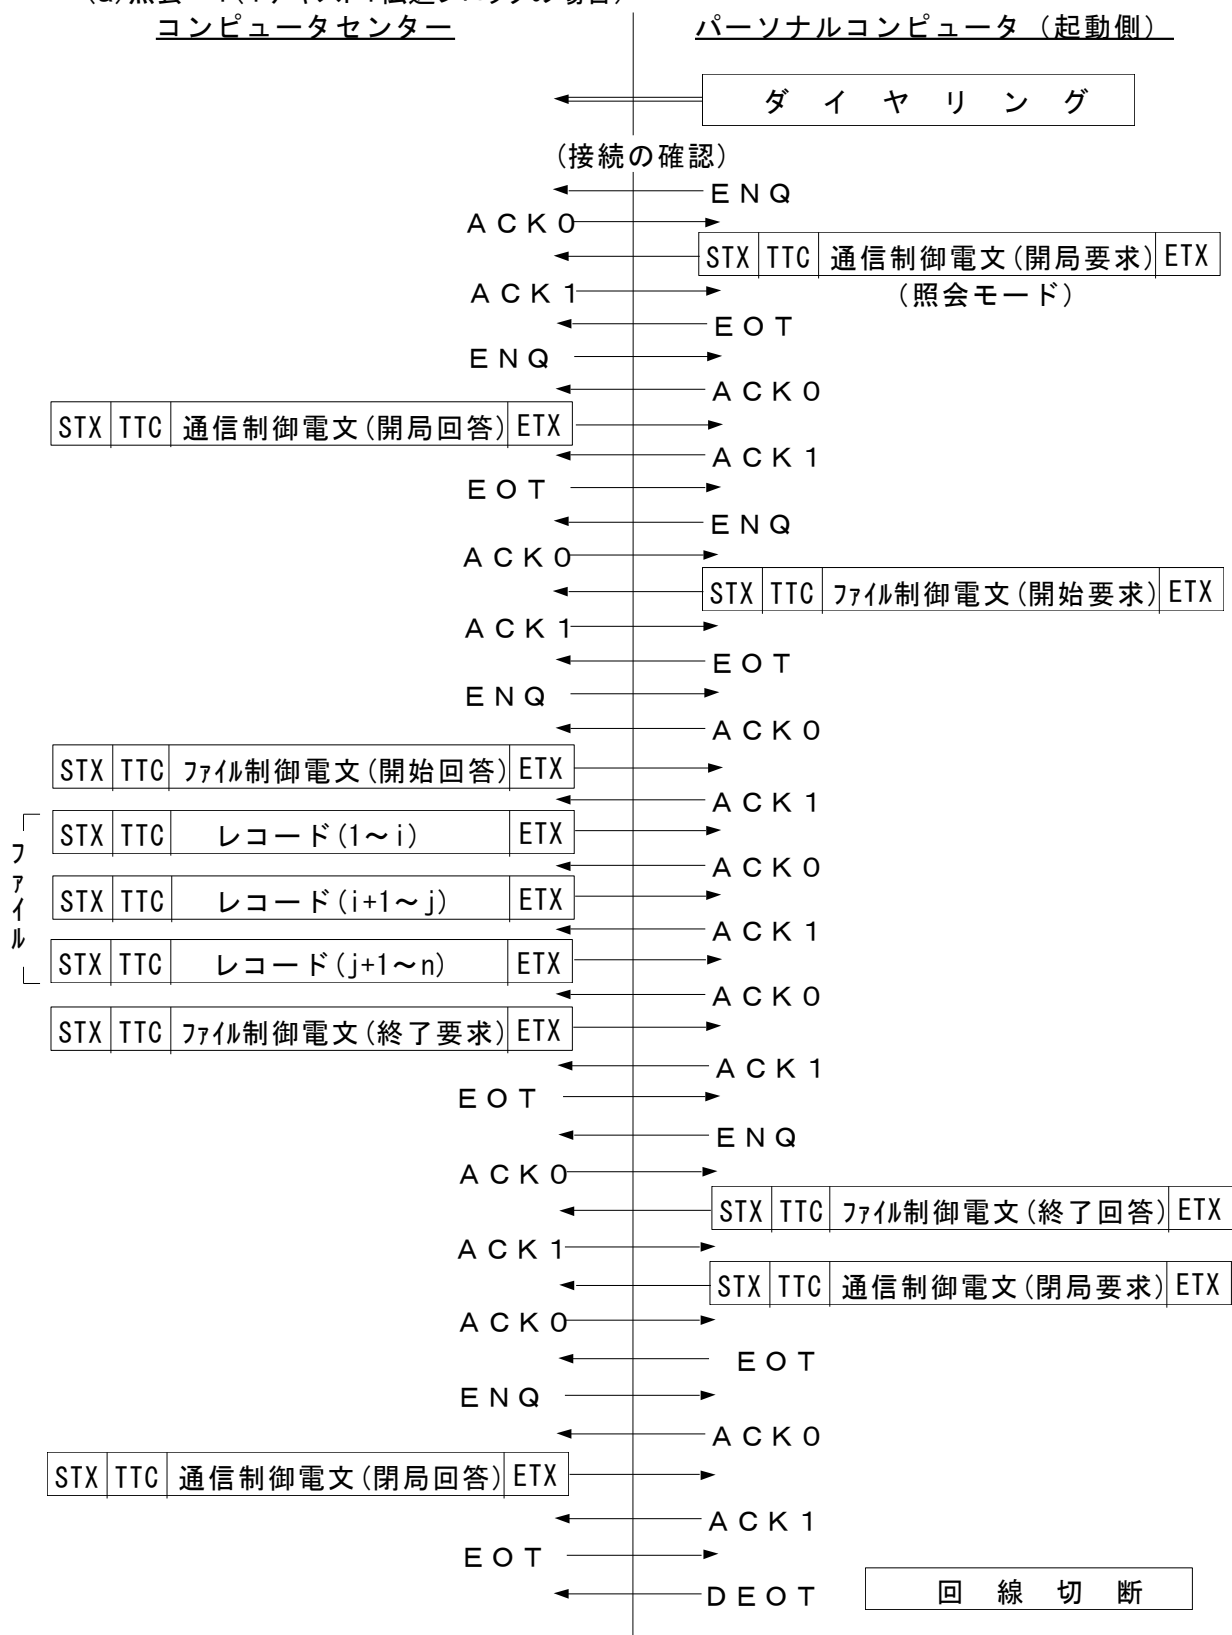 コンピュータセンター
パーソナルコンピュータ（起動側）
ダイヤリング
(接続の確認)
ENQ
ACK0
STX TTC 通信制御電文(開局要求) ETX
(照会モード)
ACK1
EOT
ENQ
ACK0
STX TTC 通信制御電文(開局回答) ETX
ACK1
EOT
ENQ
ACK0
STX TTC ファイル制御電文(開始要求) ETX
ACK1
EOT
ENQ
ACK0
STX TTC ファイル制御電文(開始回答) ETX
ACK1
ファイル
STX TTC レコード(1～i) ETX
ACK0
STX TTC レコード(i+1～j) ETX
ACK1
STX TTC レコード(j+1～n) ETX
ACK0
STX TTC ファイル制御電文(終了要求) ETX
ACK1
EOT
ENQ
ACK0
STX TTC ファイル制御電文(終了回答) ETX
ACK1
STX TTC 通信制御電文(閉局要求) ETX
ACK0
EOT
ENQ
ACK0
STX TTC 通信制御電文(閉局回答) ETX
ACK1
EOT
DEOT
回線切断